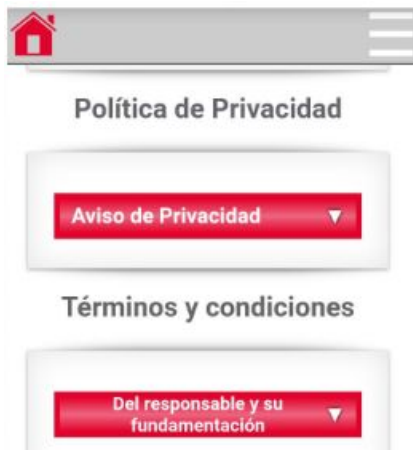 Política de Privacidad
Aviso de Privacidad
Términos y condiciones
Del responsable y su
fundamentación